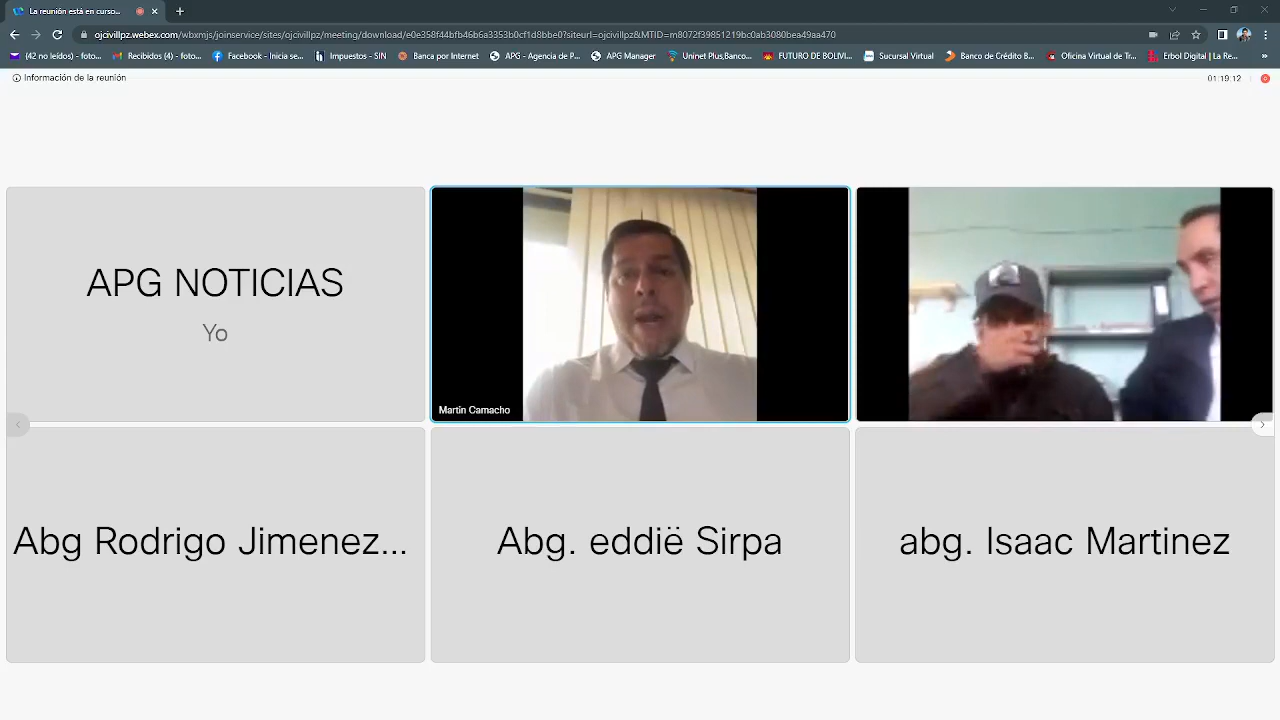 La reunión está en curso...
ojcivillpz.webex.com/wbxmjs/joinservice/sites/ojcivillpz/meeting/download/e0e358f44bfb46b6a33533c0cf1d8bbe0?siteurl=ojcivillpz&MTID=m8072f39851219bc0ab3080bea49aa470
(42 no leídos) - foto...
Recibidos (4) - foto...
Facebook - Inicia se...
Impuestos - SIN
Banca por Internet
APG - Agencia de P...
APG Manager
Uninet Plus,Banco...
FUTURO DE BOLIVI...
Sucursal Virtual
Banco de Crédito B...
Oficina Virtual de Tr...
Erbol Digital | La Re...
Información de la reunión
01:19:12
APG NOTICIAS
Yo
Martin Camacho
Abg Rodrigo Jimenez...
Abg. eddië Sirpa
abg. Isaac Martinez